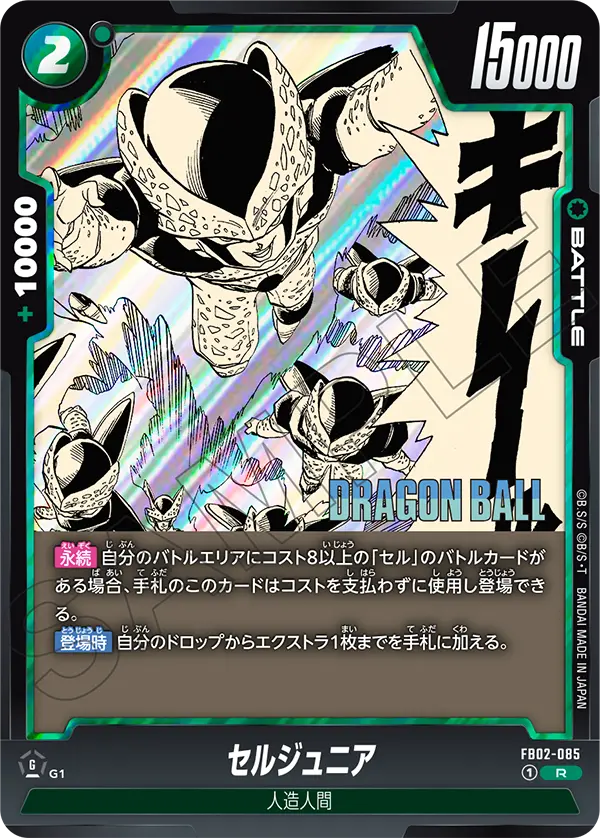 2
15000
+10000
BATTLE
キーーッ
SAMPLE
DRAGON BALL
永続 自分のバトルエリアにコスト8以上の「セル」のバトルカードが
ある場合、手札のこのカードはコストを支払わずに使用し登場でき
る。
登場時 自分のドロップからエクストラ1枚までを手札に加える。
©B.S/S ©B/S・T BANDAI MADE IN JAPAN
セルジュニア
FB02-085
G G1
1 R
人造人間